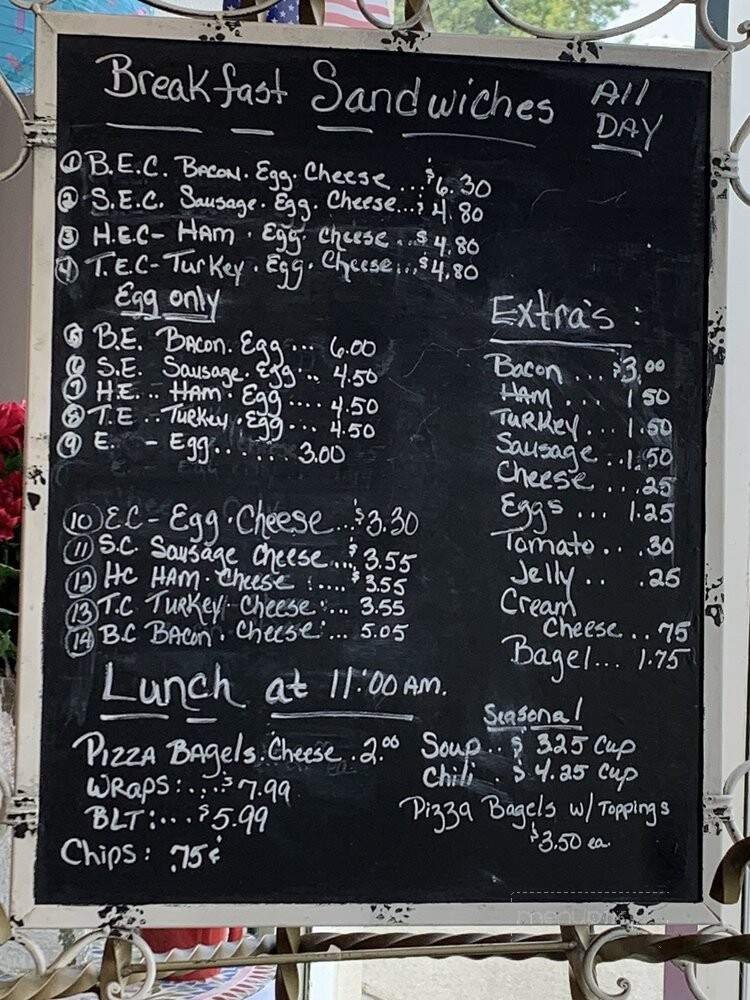 Breakfast Sandwiches All DAY
1 B.E.C. Bacon. Egg. Cheese ... $6.30
2 S.E.C. Sausage. Egg. Cheese...$4.80
3 H.E.C- HAM. Egg. Cheese ... $4.80
4 T.E.C- Turkey. Egg. Cheese...$4.80
Egg only
5 B.E. Bacon. Egg ... 6.00
6 S.E. Sausage. Egg ... 4.50
7 H.E... HAM. Egg .... 4.50
8 T.E.. Turkey. Egg ... 4.50
9 E. - Egg....... 3.00
10 E.C- Egg. Cheese...$3.30
11 S.C. Sausage Cheese...$3.55
12 HC HAM. Cheese :....$3.55
13 T.C Turkey. Cheese:... 3.55
14 B.C Bacon. Cheese:... 5.05
Extra's :
Bacon ... $3.00
HAM ... 1 50
Turkey... 1.50
Sausage ..1.50
Cheese ...25
Eggs ... 1.25
Tomato.. .30
Jelly.. .25
Cream
Cheese.. 75
Bagel... 1.75
Lunch at 11:00 AM.
PIZZA BAgels. Cheese .2.00
WRAPS:...$7.99
BLT:...$5.99
Chips: .75¢
Seasonal
Soup.. $ 325 Cup
Chili . $ 4.25 Cup
Pizza Bagels w/ Toppings
$3.50 ea.